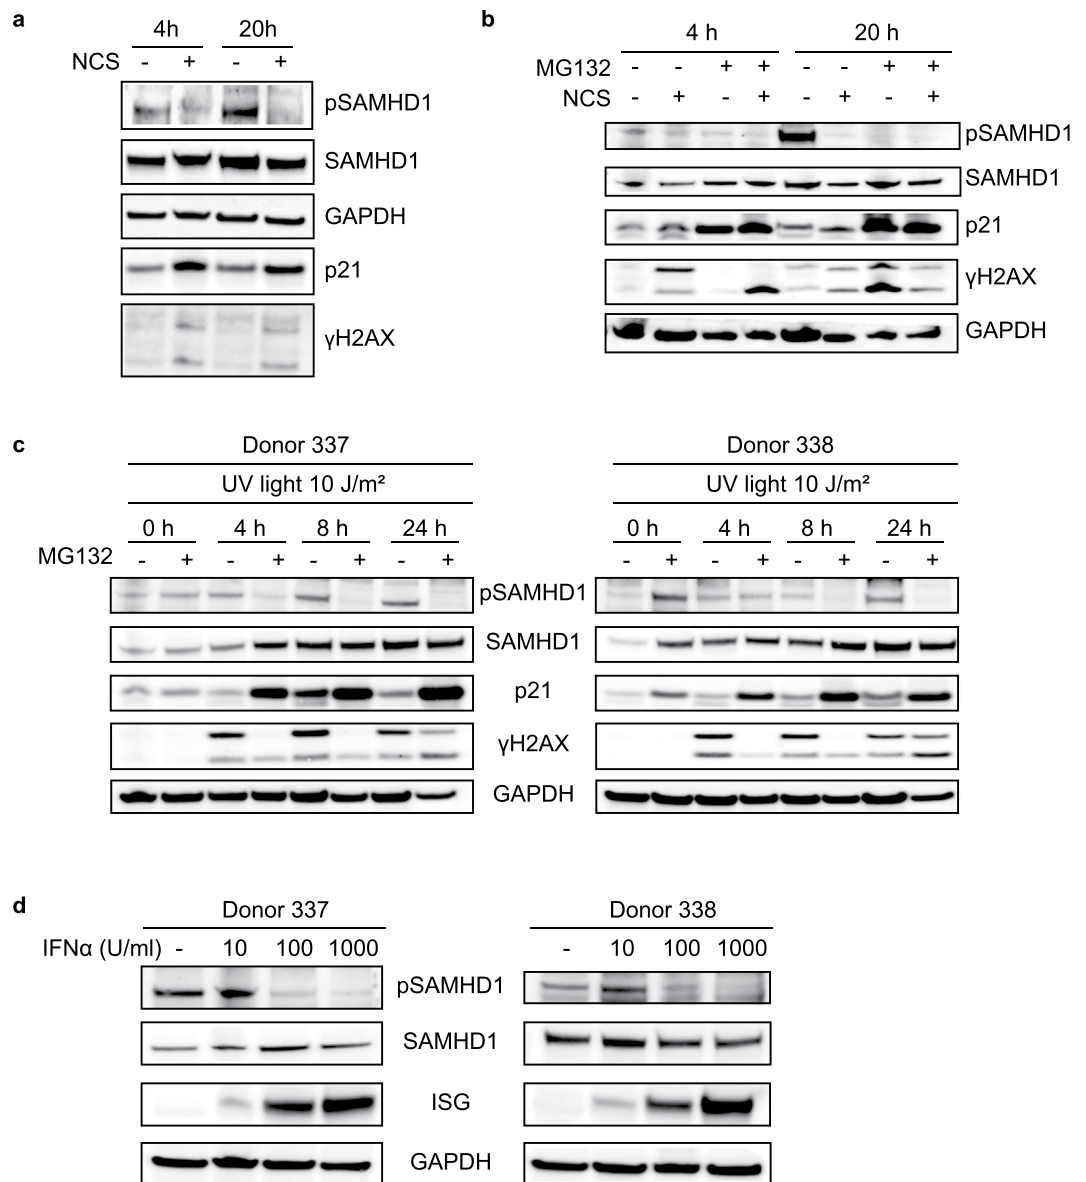 a
4h 20h
NCS - + - +
pSAMHD1
SAMHD1
GAPDH
p21
γH2AX
b
4 h 20 h
MG132 - - + + - - + +
NCS - + - + - + - +
pSAMHD1
SAMHD1
p21
γH2AX
GAPDH
c
Donor 337 Donor 338
UV light 10 J/m² UV light 10 J/m²
0 h 4 h 8 h 24 h 0 h 4 h 8 h 24 h
MG132 - + - + - + - + - + - + - + - +
pSAMHD1
SAMHD1
p21
γH2AX
GAPDH
d
Donor 337 Donor 338
IFNα (U/ml) - 10 100 1000 - 10 100 1000
pSAMHD1
SAMHD1
ISG
GAPDH